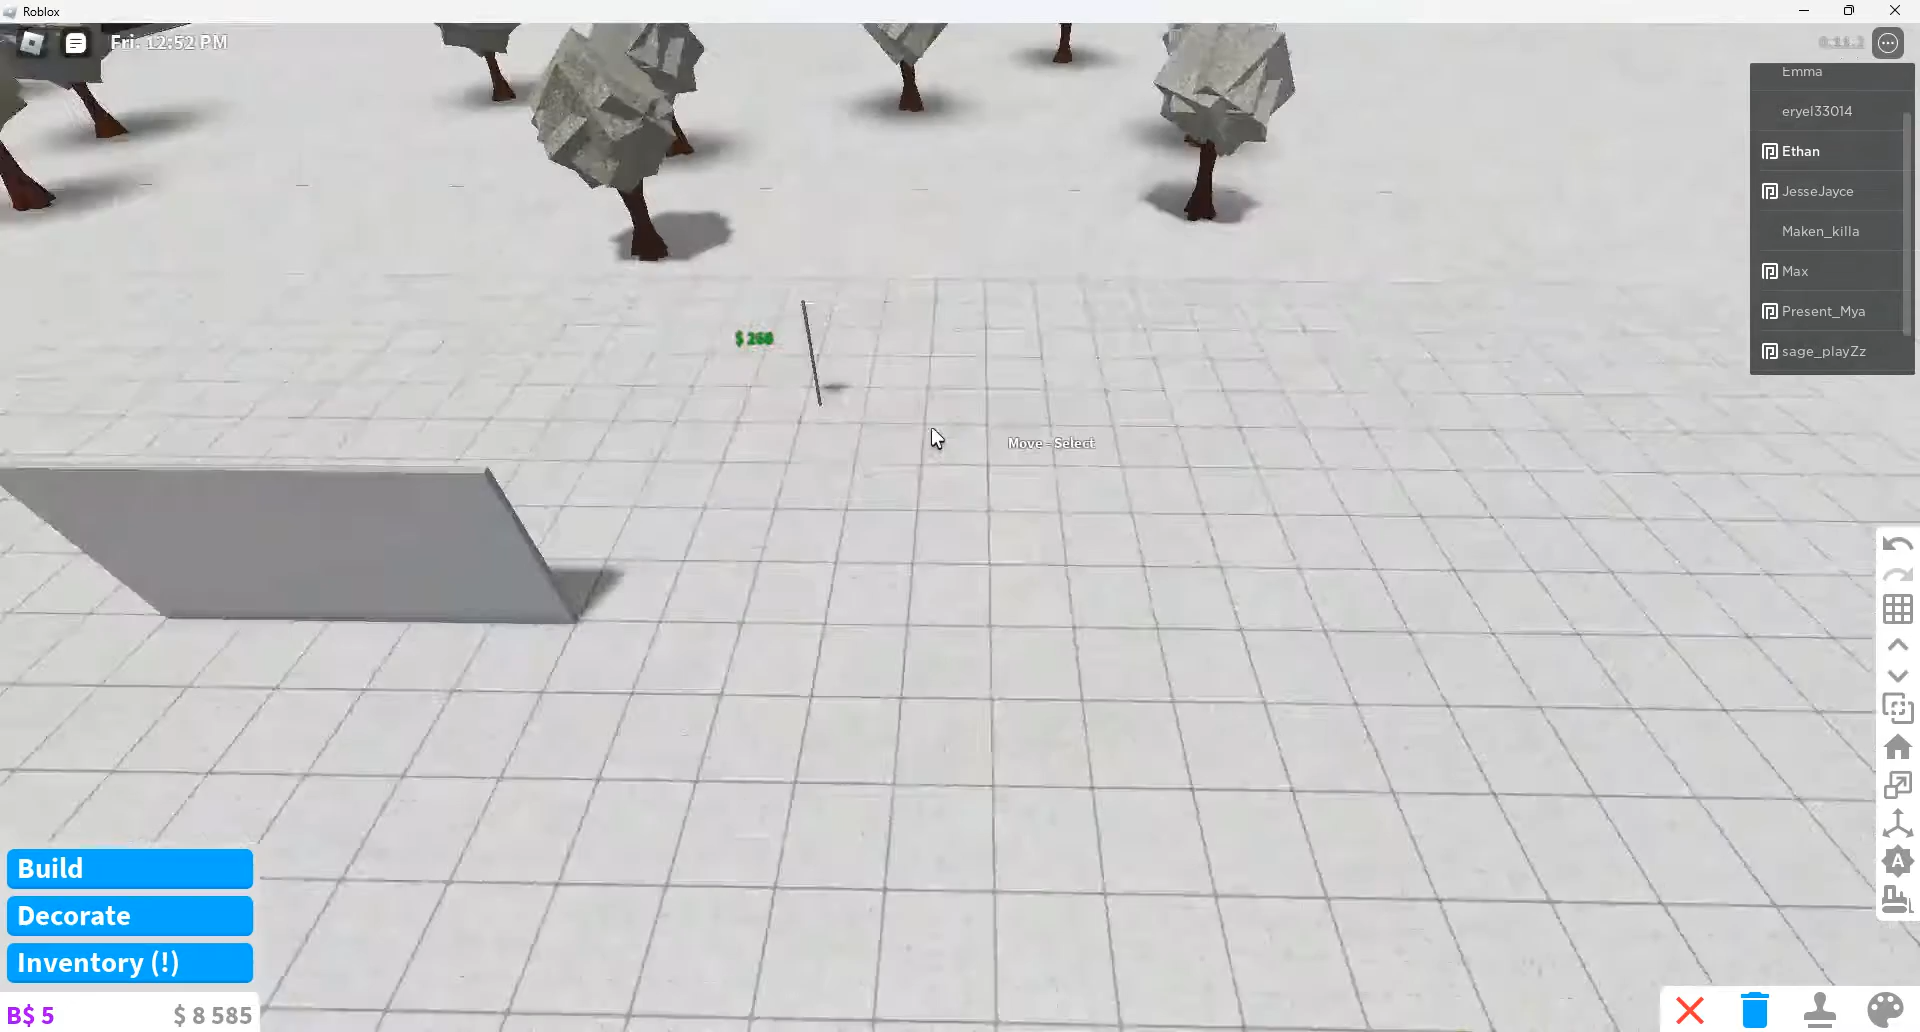 Roblox
Fri. 12:52 PM
Emma
eryel33014
Ethan
JesseJayce
Maken_killa
Max
Present_Mya
sage_playZz
$ 268
Move - Select
Build
Decorate
Inventory (!)
B$ 5
$ 8 585
A